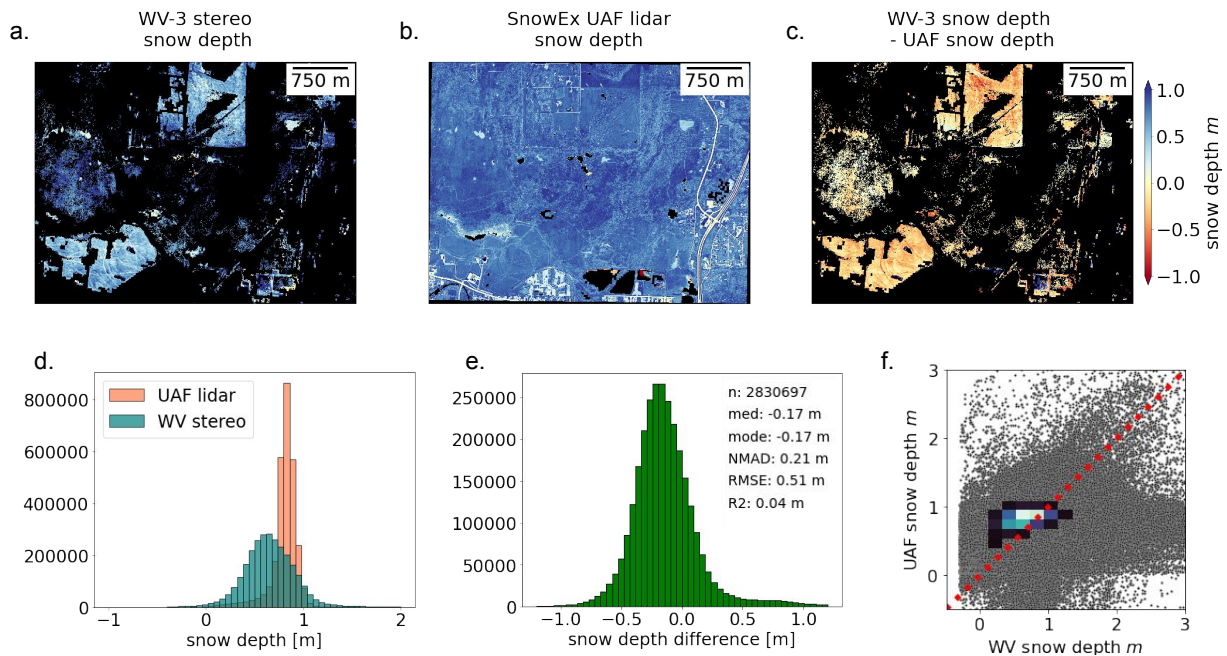 a.
WV-3 stereo
snow depth
750 m
b.
SnowEx UAF lidar
snow depth
750 m
c.
WV-3 snow depth
- UAF snow depth
750 m
1.0
0.5
0.0
−0.5
−1.0
snow depth m
d.
800000
600000
400000
200000
0
UAF lidar
WV stereo
−1
0
1
2
snow depth [m]
e.
250000
200000
150000
100000
50000
0
n: 2830697
med: -0.17 m
mode: -0.17 m
NMAD: 0.21 m
RMSE: 0.51 m
R2: 0.04 m
−1.0
−0.5
0.0
0.5
1.0
snow depth difference [m]
f.
3
2
1
0
UAF snow depth m
0
1
2
3
WV snow depth m